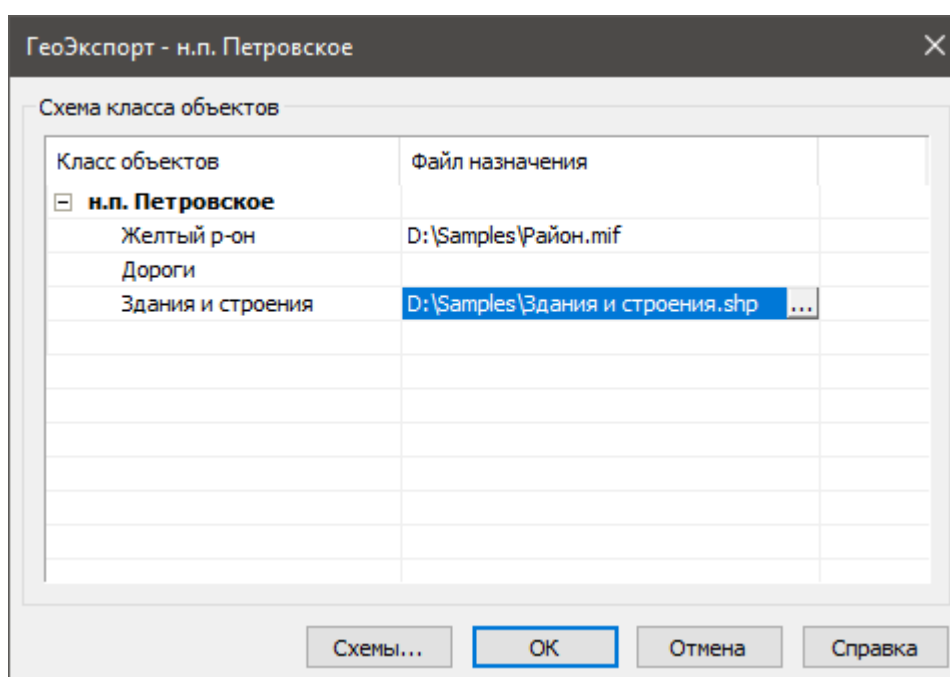 ГеоЭкспорт - н.п. Петровское
Схема класса объектов
Класс объектов Файл назначения
н.п. Петровское
Желтый р-он D:\Samples\Район.mif
Дороги
Здания и строения D:\Samples\Здания и строения.shp ...
Схемы... ОК Отмена Справка